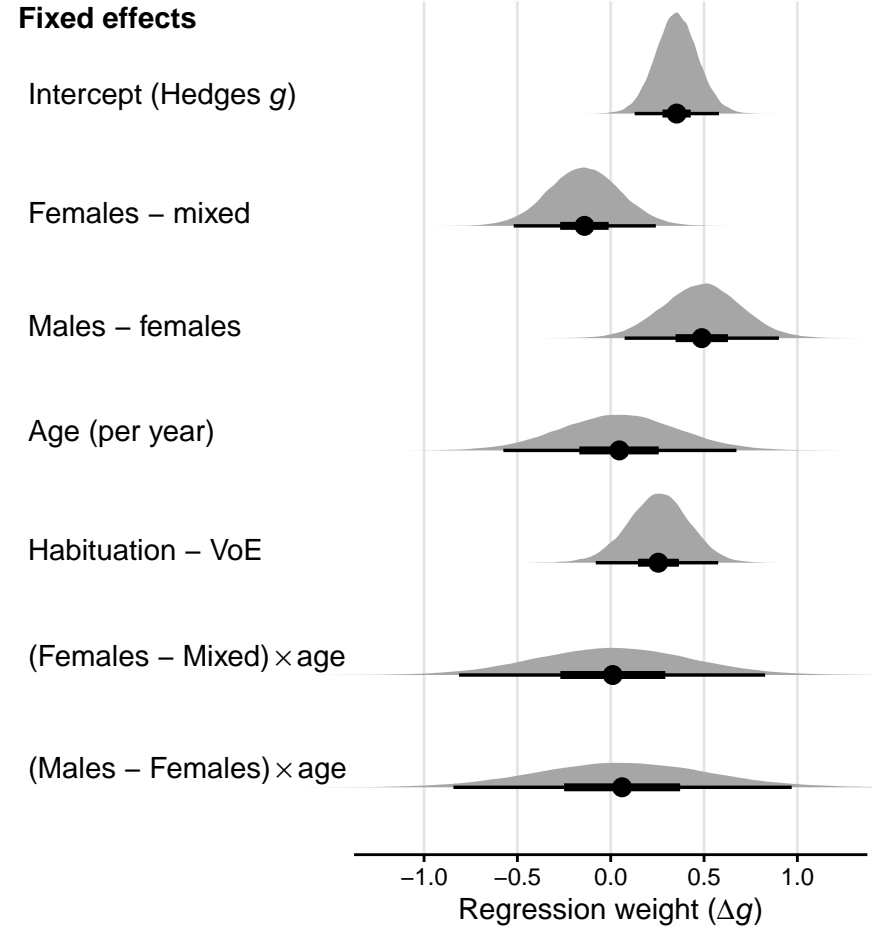 Fixed effects
Intercept (Hedges g)
Females − mixed
Males − females
Age (per year)
Habituation − VoE
(Females − Mixed) × age
(Males − Females) × age
−1.0 −0.5 0.0 0.5 1.0
Regression weight (Δg)